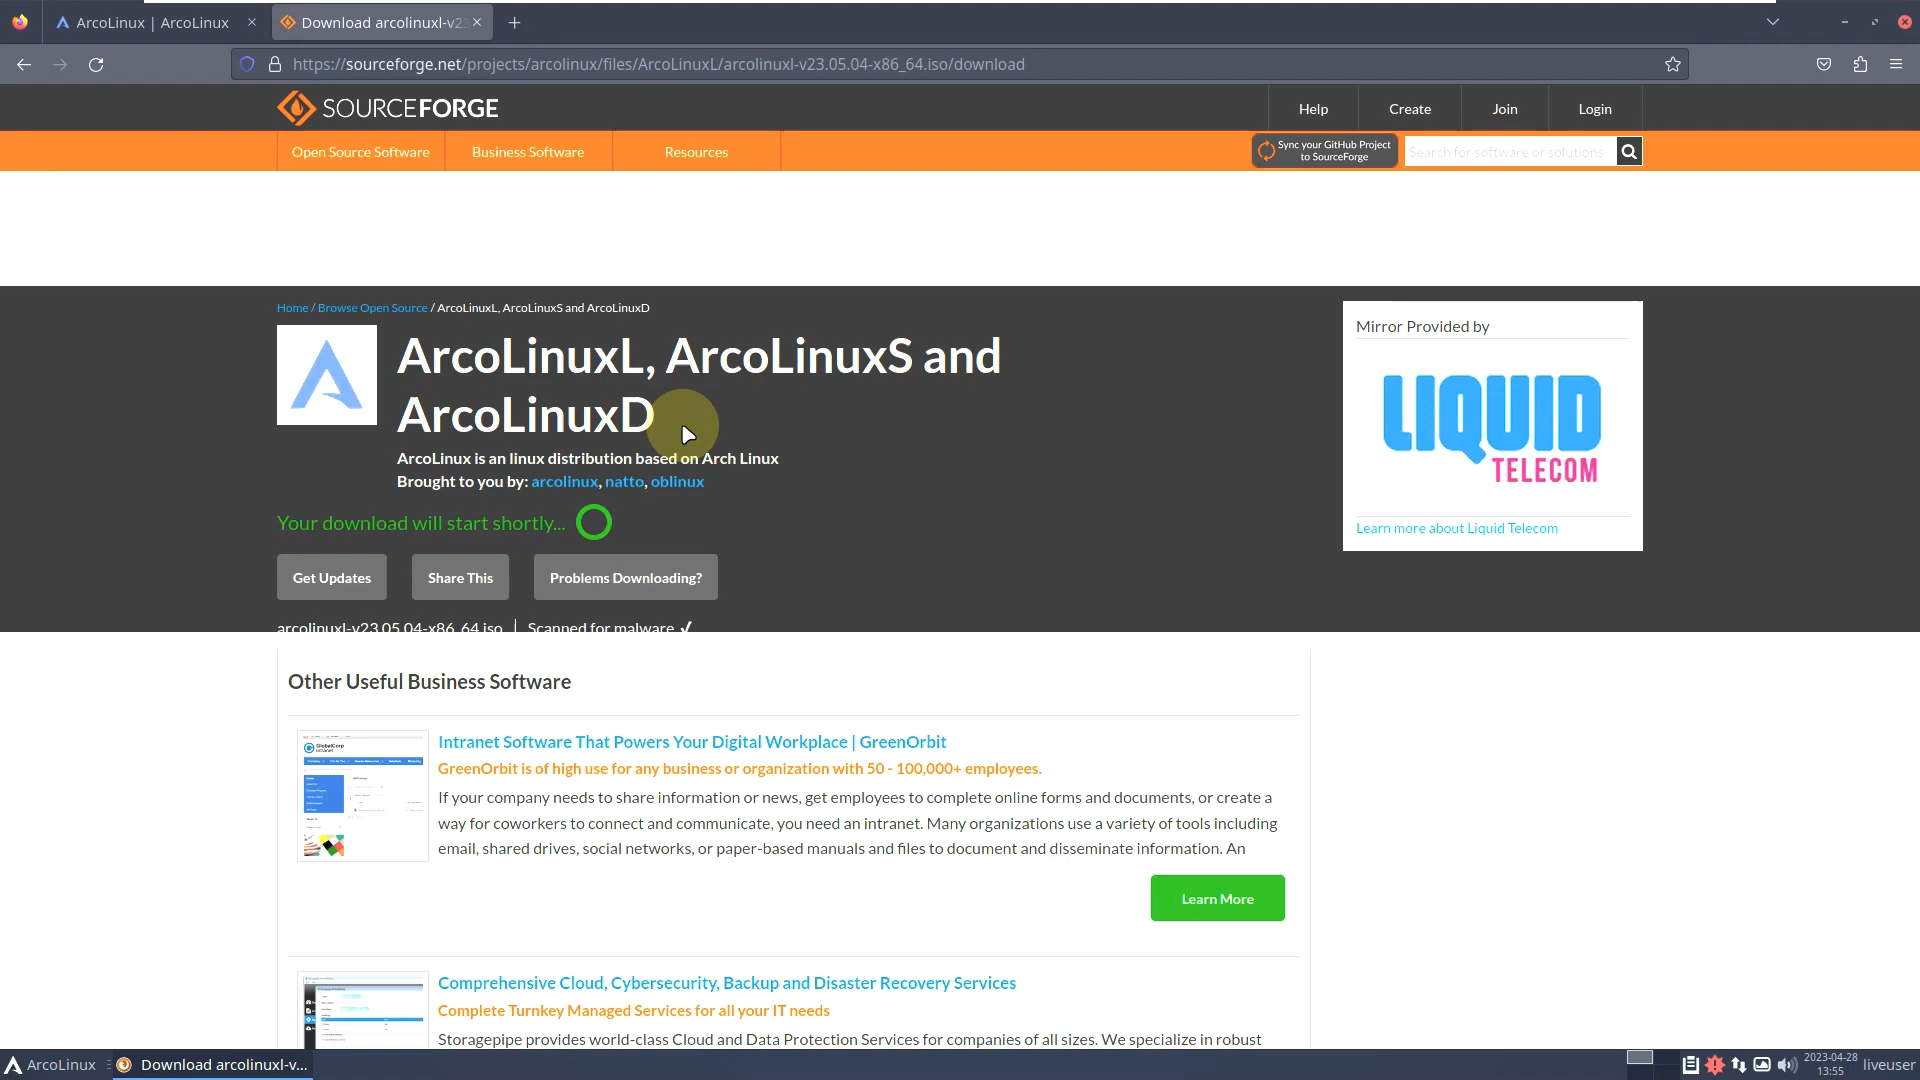 ArcoLinux | ArcoLinux
Download arcolinuxl-v23
https://sourceforge.net/projects/arcolinux/files/ArcoLinuxL/arcolinuxl-v23.05.04-x86_64.iso/download
SOURCEFORGE
Help
Create
Join
Login
Open Source Software
Business Software
Resources
Sync your GitHub Project
to SourceForge
Search for software or solutions
Home / Browse Open Source / ArcoLinuxL, ArcoLinuxS and ArcoLinuxD
ArcoLinuxL, ArcoLinuxS and
ArcoLinuxD
ArcoLinux is an linux distribution based on Arch Linux
Brought to you by: arcolinux, natto, oblinux
Your download will start shortly...
Get Updates
Share This
Problems Downloading?
arcolinuxl-v23.05.04-x86_64.iso | Scanned for malware ✓
Mirror Provided by
LIQUID
TELECOM
Learn more about Liquid Telecom
Other Useful Business Software
GlobalCorp
Intranet Software That Powers Your Digital Workplace | GreenOrbit
GreenOrbit is of high use for any business or organization with 50 - 100,000+ employees.
If your company needs to share information or news, get employees to complete online forms and documents, or create a
way for coworkers to connect and communicate, you need an intranet. Many organizations use a variety of tools including
email, shared drives, social networks, or paper-based manuals and files to document and disseminate information. An
Learn More
Comprehensive Cloud, Cybersecurity, Backup and Disaster Recovery Services
Complete Turnkey Managed Services for all your IT needs
Storagepipe provides world-class Cloud and Data Protection Services for companies of all sizes. We specialize in robust
ArcoLinux
Download arcolinuxl-v...
2023-04-28
13:55
liveuser